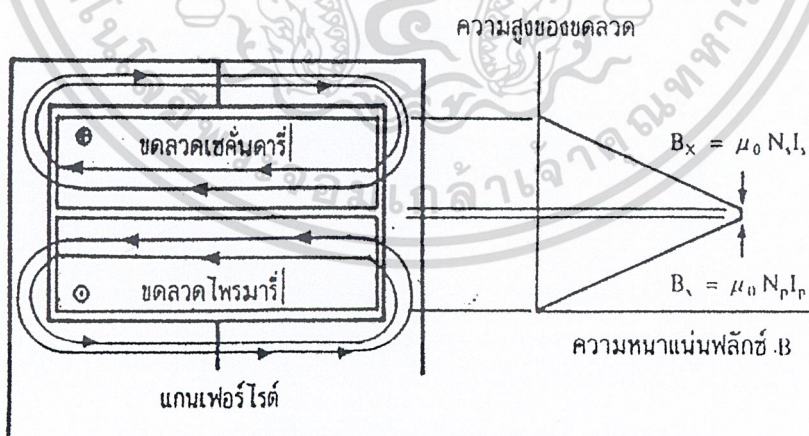 ความสูงของขดลวด
ขดลวดเซคันดารี่
Bx = μ0 NsIs
ขดลวดไพรมารี่
Bx = μ0 NpIp
ความหนาแน่นฟลักซ์ .B
แกนเฟอร์ไรต์